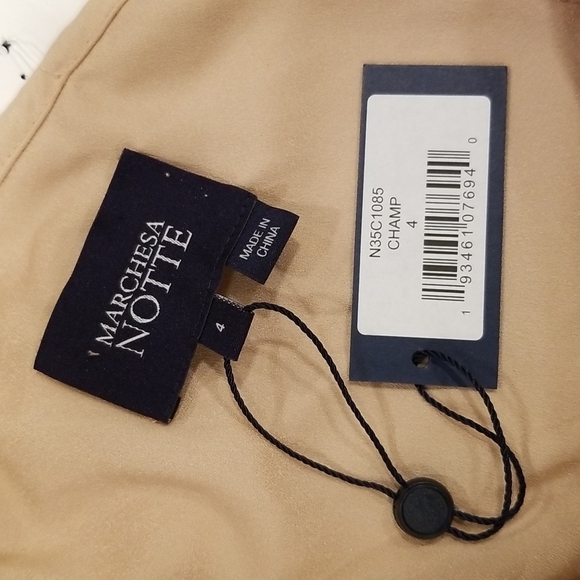 MARCHESA
NOTTE
MADE IN
CHINA
4
N35C1085
CHAMP
4
1 93461 07694 0